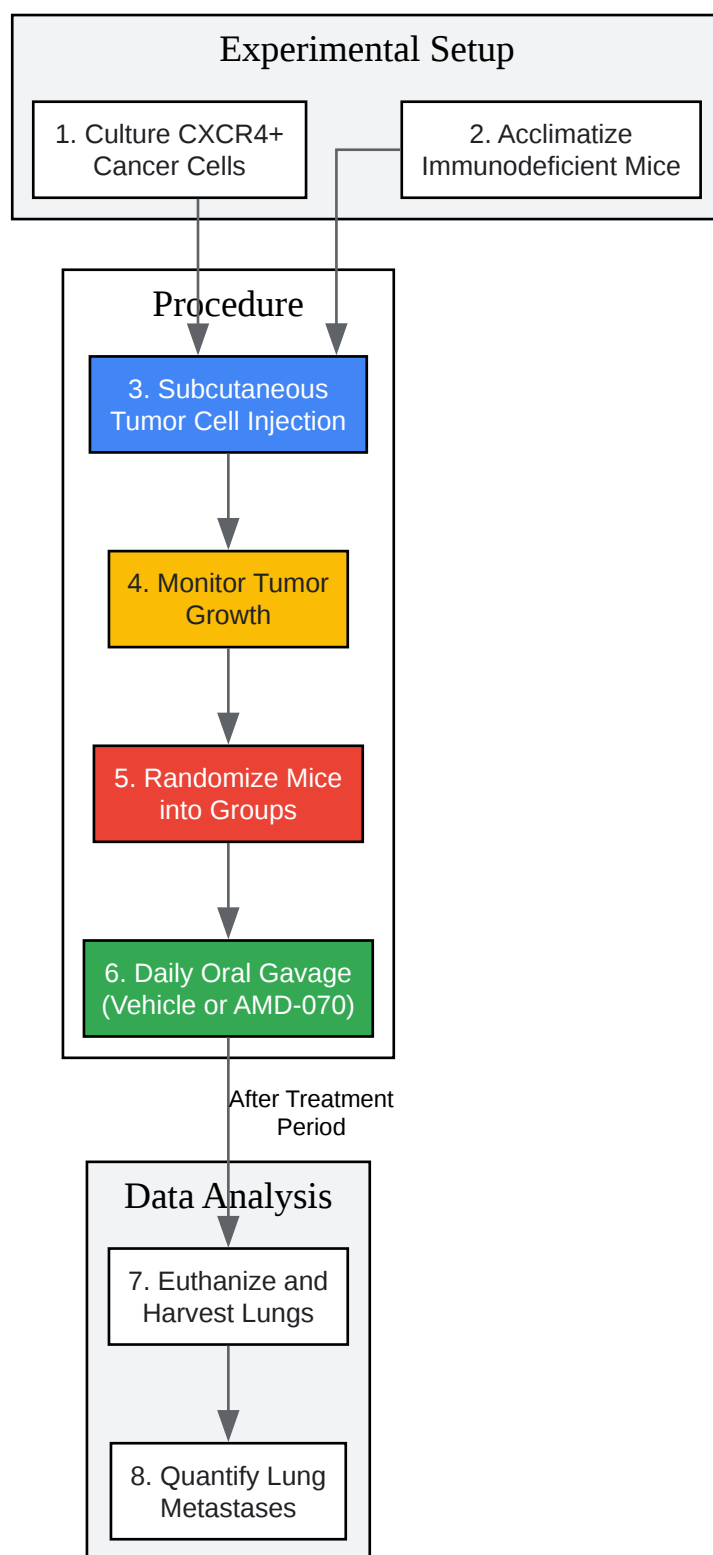 Experimental Setup
1. Culture CXCR4+
Cancer Cells
2. Acclimatize
Immunodeficient Mice
Procedure
3. Subcutaneous
Tumor Cell Injection
4. Monitor Tumor
Growth
5. Randomize Mice
into Groups
6. Daily Oral Gavage
(Vehicle or AMD-070)
After Treatment
Period
Data Analysis
7. Euthanize and
Harvest Lungs
8. Quantify Lung
Metastases